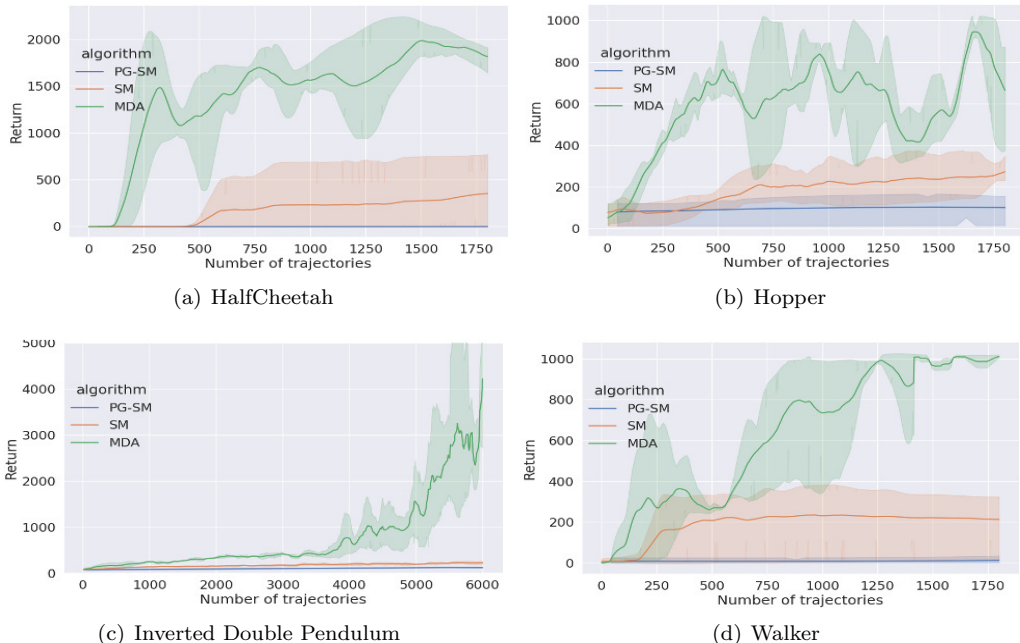 2000
1500
1000
500
0
Return
algorithm
PG-SM
SM
MDA
0 250 500 750 1000 1250 1500 1750
Number of trajectories
(a) HalfCheetah
1000
800
600
400
200
0
Return
algorithm
PG-SM
SM
MDA
0 250 500 750 1000 1250 1500 1750
Number of trajectories
(b) Hopper
5000
4000
3000
2000
1000
0
Return
algorithm
PG-SM
SM
MDA
0 1000 2000 3000 4000 5000 6000
Number of trajectories
(c) Inverted Double Pendulum
1000
800
600
400
200
0
Return
algorithm
PG-SM
SM
MDA
0 250 500 750 1000 1250 1500 1750
Number of trajectories
(d) Walker